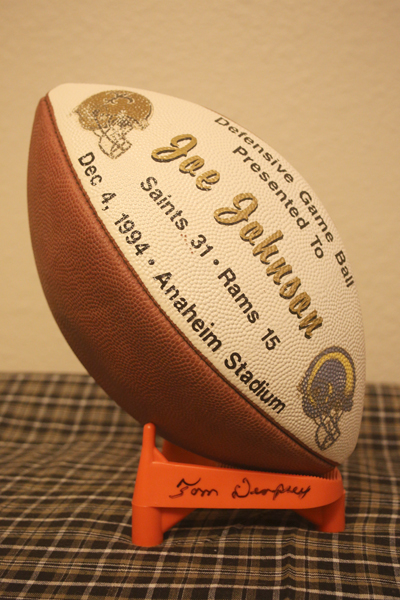 Defensive Game Ball
Presented To
Joe Johnson
Saints 31 • Rams 15
Dec 4, 1994 • Anaheim Stadium
Tom Dempsey